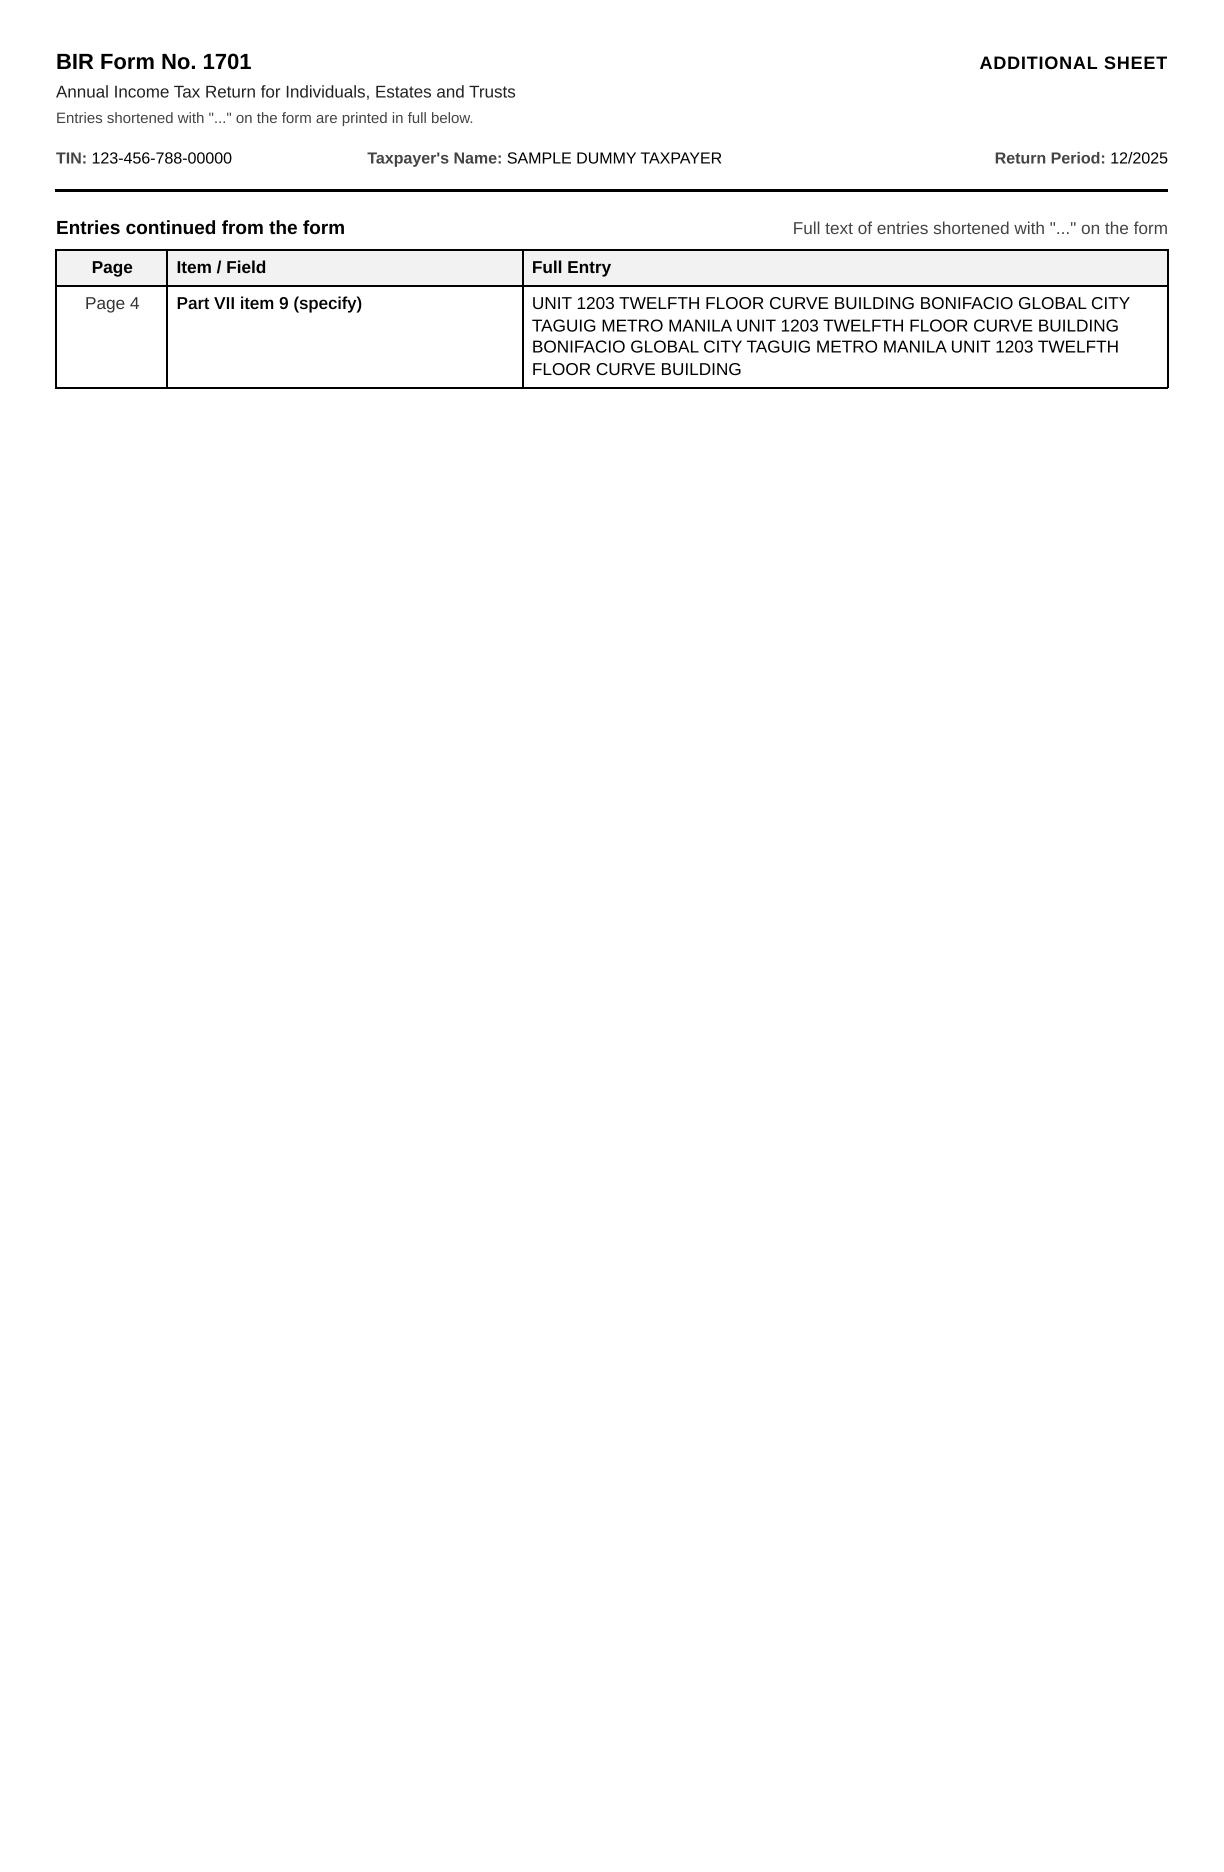 BIR Form No. 1701
ADDITIONAL SHEET
Annual Income Tax Return for Individuals, Estates and Trusts
Entries shortened with "..." on the form are printed in full below.
TIN: 123-456-788-00000
Taxpayer's Name: SAMPLE DUMMY TAXPAYER
Return Period: 12/2025
Entries continued from the form
Full text of entries shortened with "..." on the form
Page
Item / Field
Full Entry
Page 4
Part VII item 9 (specify)
UNIT 1203 TWELFTH FLOOR CURVE BUILDING BONIFACIO GLOBAL CITY
TAGUIG METRO MANILA UNIT 1203 TWELFTH FLOOR CURVE BUILDING
BONIFACIO GLOBAL CITY TAGUIG METRO MANILA UNIT 1203 TWELFTH
FLOOR CURVE BUILDING